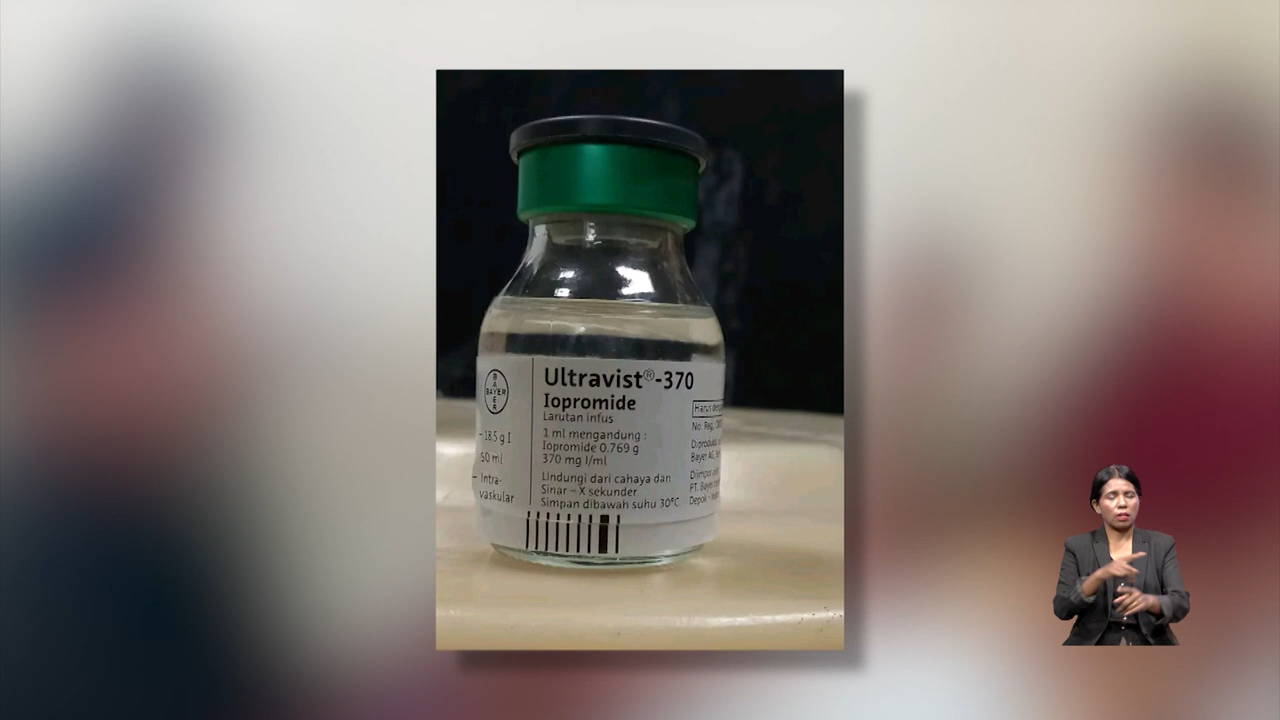 BAYER
BAYER
- 18.5 g I
50 ml
- Intra-
vaskular
Ultravist®-370
Iopromide
Larutan infus
1 ml mengandung :
Iopromide 0.769 g
370 mg I/ml
Lindungi dari cahaya dan
Sinar – X sekunder
Simpan dibawah suhu 30°C
Harus
No. Reg.
Bayer AG,
PT. Bayer
Depok -